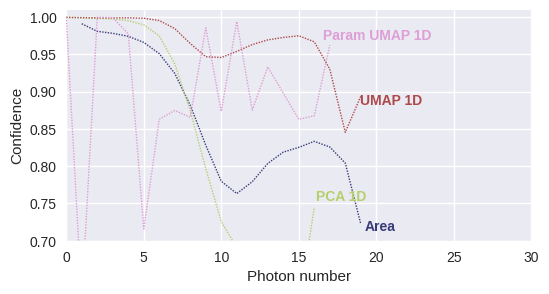 1.00
0.95
0.90
0.85
0.80
0.75
0.70
Confidence
Param UMAP 1D
UMAP 1D
PCA 1D
Area
0 5 10 15 20 25 30
Photon number